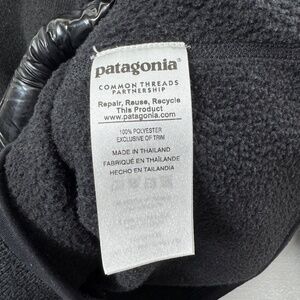 patagonia®
COMMON THREADS
PARTNERSHIP
Repair, Reuse, Recycle
This Product
www.patagonia.com
100% POLYESTER
EXCLUSIVE OF TRIM
MADE IN THAILAND
FABRIQUÉ EN THAÏLANDE
HECHO EN TAILANDIA